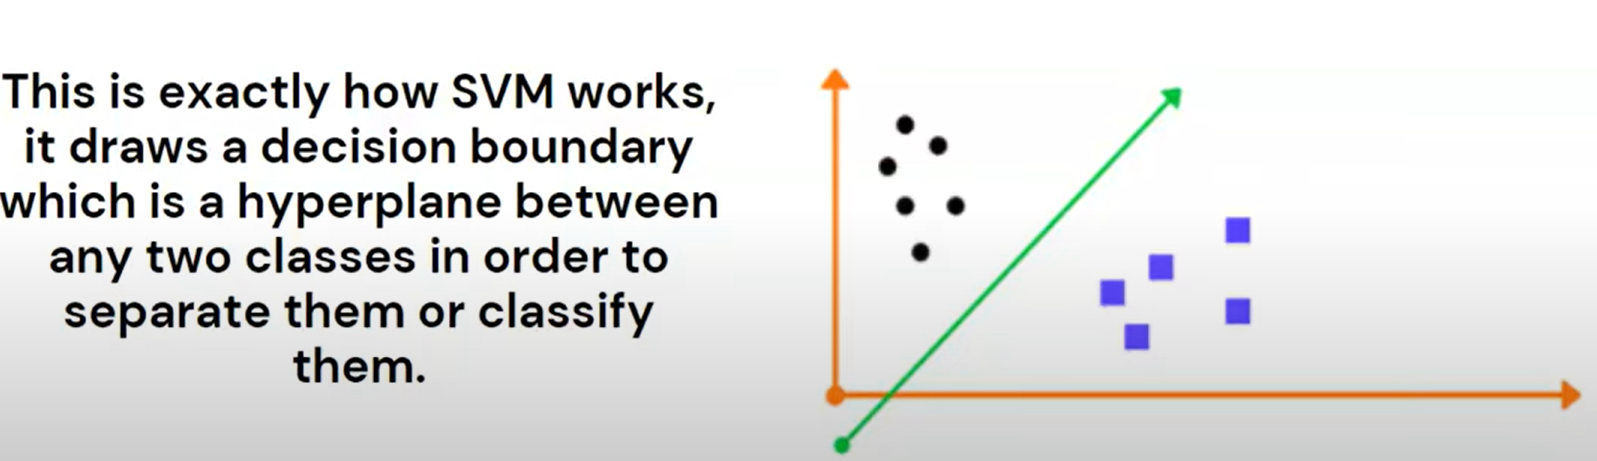 This is exactly how SVM works,
it draws a decision boundary
which is a hyperplane between
any two classes in order to
separate them or classify
them.